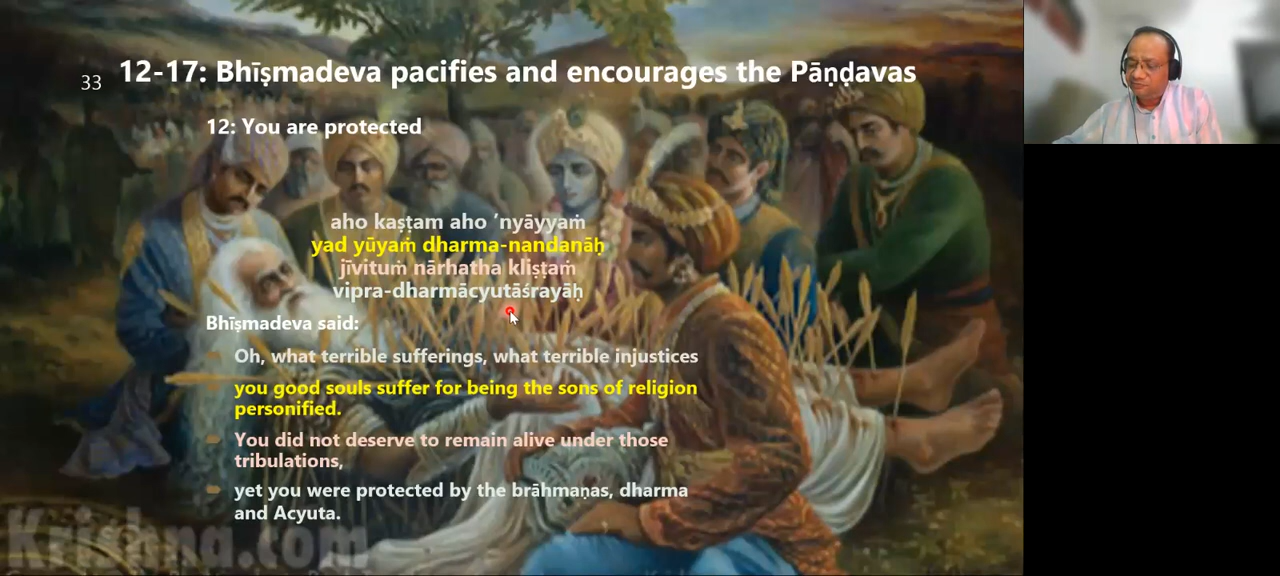 33
12-17: Bhīṣmadeva pacifies and encourages the Pāṇḍavas
12: You are protected
aho kaṣṭam aho ’nyāyyaṁ
yad yūyaṁ dharma-nandanāḥ
jīvituṁ nārhatha kliṣṭaṁ
vipra-dharmācyutāśrayāḥ
Bhīṣmadeva said:
Oh, what terrible sufferings, what terrible injustices
you good souls suffer for being the sons of religion
personified.
You did not deserve to remain alive under those
tribulations,
yet you were protected by the brāhmaṇas, dharma
and Acyuta.
Krishna.com